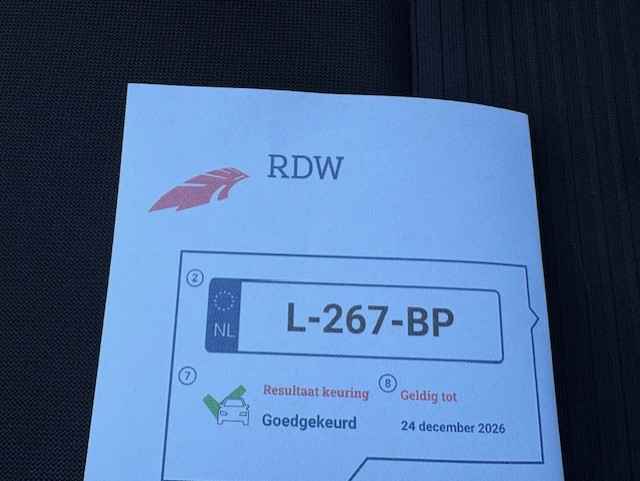 RDW
2
NL
L-267-BP
7
Resultaat keuring
8
Geldig tot
Goedgekeurd
24 december 2026